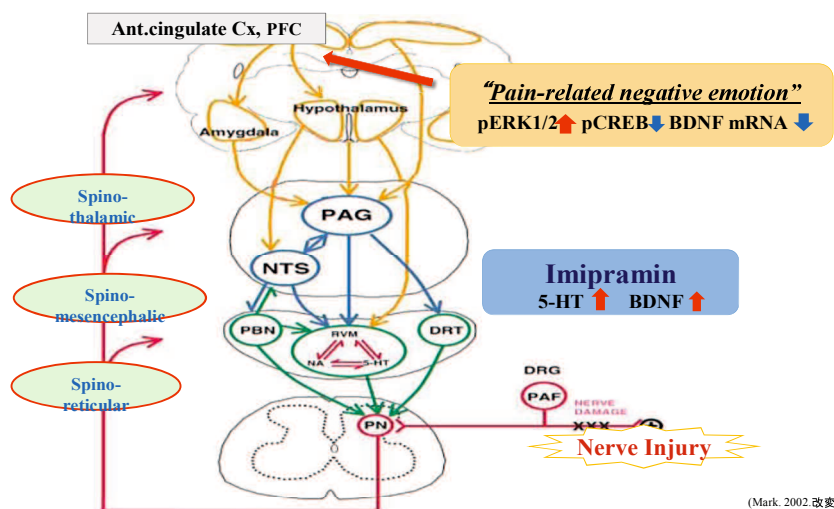 Ant.cingulate Cx, PFC
“Pain-related negative emotion”
pERK1/2 pCREB BDNF mRNA
Hypothalamus
Amygdala
Spino-
thalamic
PAG
NTS
Imipramin
5-HT BDNF
Spino-
mesencephalic
PBN
RVM
DRT
NA
5-HT
Spino-
reticular
DRG
PAF
NERVE
DAMAGE
XXX
PN
Nerve Injury
(Mark. 2002.改変